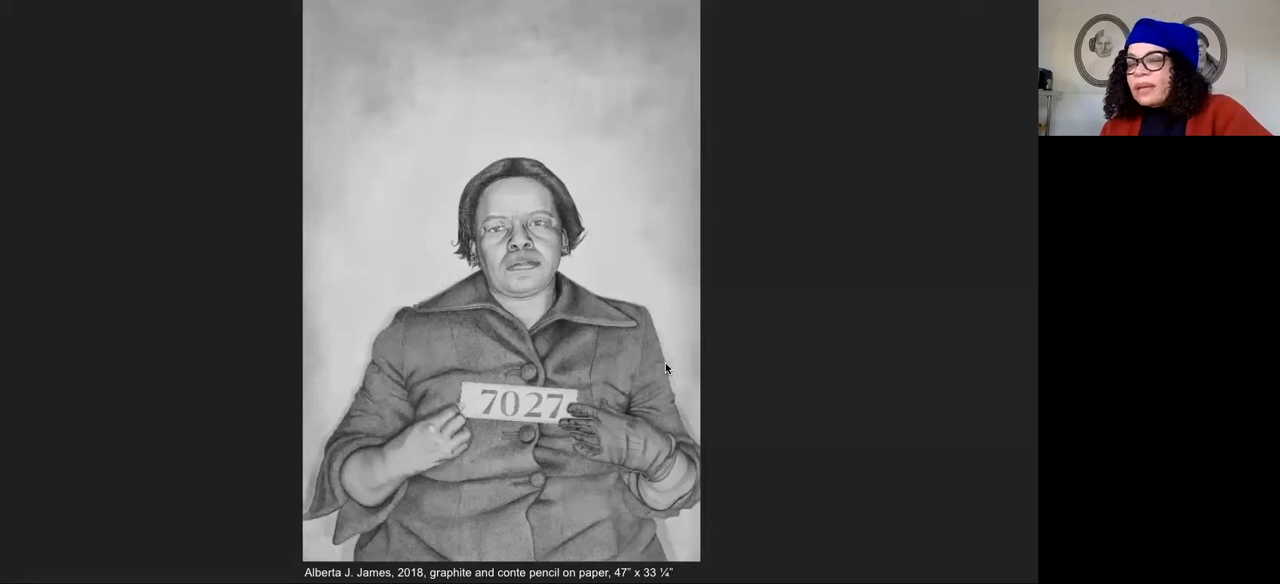 7027
Alberta J. James, 2018, graphite and conte pencil on paper, 47” x 33 ¼”